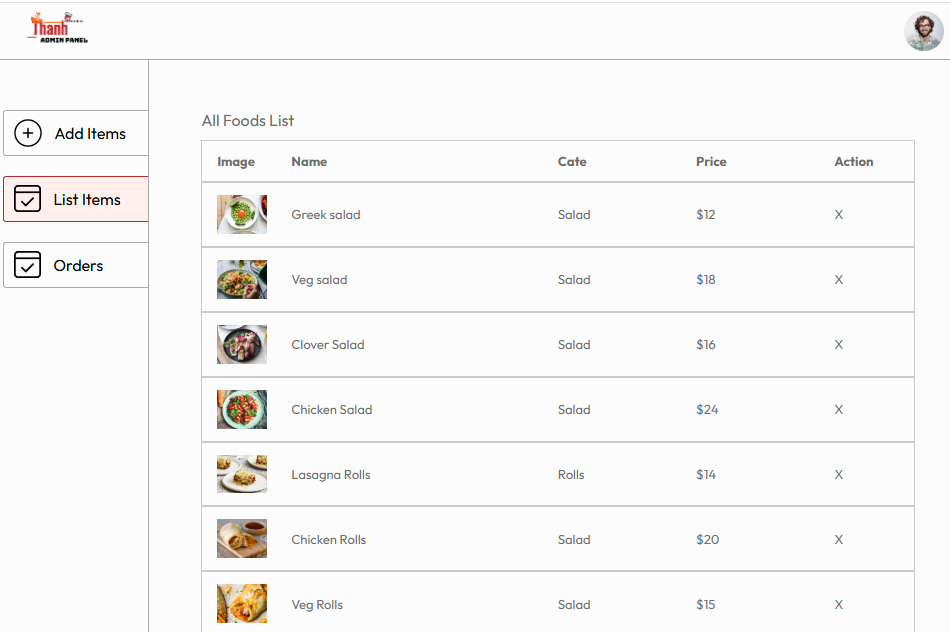 Thanh KITCHEN
ADMIN PANEL
Add Items
List Items
Orders
All Foods List
Image Name Cate Price Action
Greek salad Salad $12 X
Veg salad Salad $18 X
Clover Salad Salad $16 X
Chicken Salad Salad $24 X
Lasagna Rolls Rolls $14 X
Chicken Rolls Salad $20 X
Veg Rolls Salad $15 X